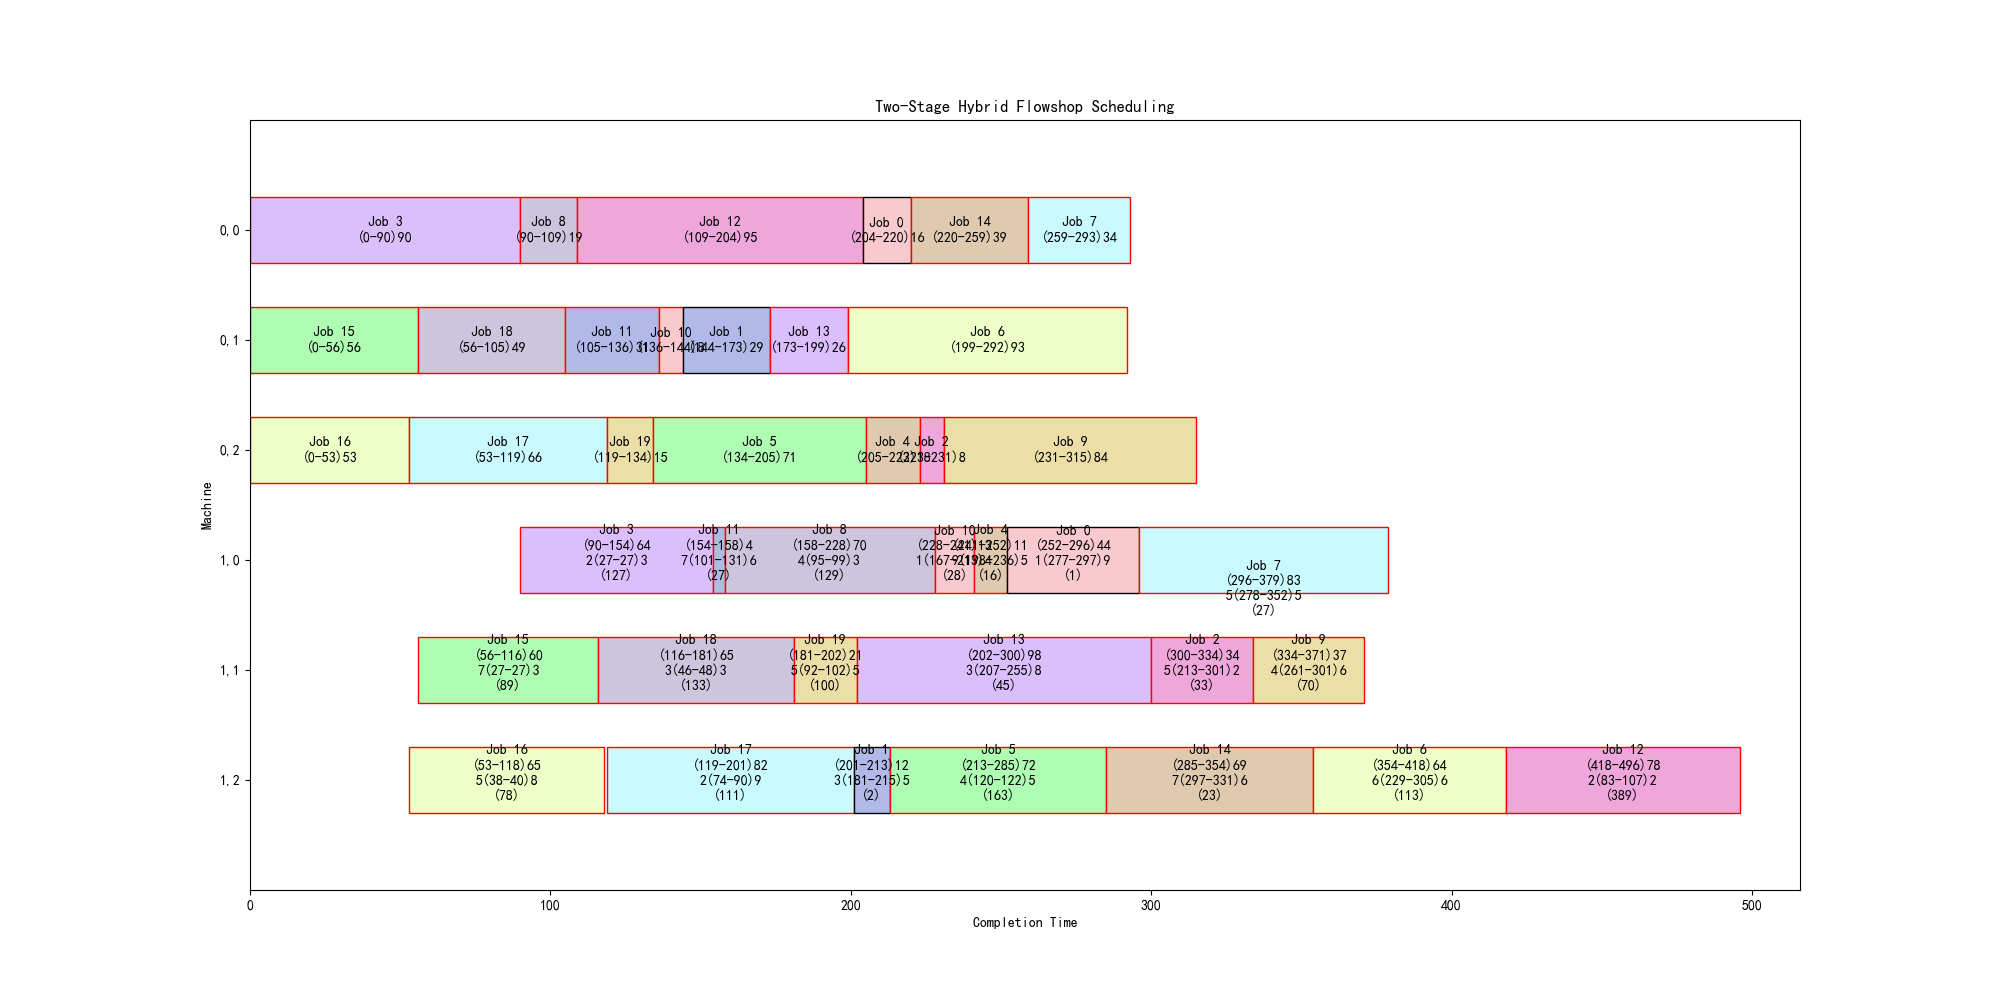 Two-Stage Hybrid Flowshop Scheduling
Machine
0,0
Job 3
(0-90)90
Job 8
(90-109)19
Job 12
(109-204)95
Job 0
(204-220)16
Job 14
(220-259)39
Job 7
(259-293)34
0,1
Job 15
(0-56)56
Job 18
(56-105)49
Job 11
(105-136)31
Job 10
(136-144)8
Job 1
(144-173)29
Job 13
(173-199)26
Job 6
(199-292)93
0,2
Job 16
(0-53)53
Job 17
(53-119)66
Job 19
(119-134)15
Job 5
(134-205)71
Job 4
(205-223)18
Job 2
(223-231)8
Job 9
(231-315)84
1,0
Job 3
(90-154)64
2(27-27)3
(127)
Job 11
(154-158)4
7(101-131)6
(27)
Job 8
(158-228)70
4(95-99)3
(129)
Job 10
(228-241)13
(28)
Job 4
(241-252)11
(16)
Job 0
(252-296)44
1(277-297)9
(1)
Job 7
(296-379)83
5(278-352)5
(27)
1,1
Job 15
(56-116)60
7(27-27)3
(89)
Job 18
(116-181)65
3(46-48)3
(133)
Job 19
(181-202)21
5(92-102)5
(100)
Job 13
(202-300)98
3(207-255)8
(45)
Job 2
(300-334)34
5(213-301)2
(33)
Job 9
(334-371)37
4(261-301)6
(70)
1,2
Job 16
(53-118)65
5(38-40)8
(78)
Job 17
(119-201)82
2(74-90)9
(111)
Job 1
(201-213)12
3(181-215)5
(2)
Job 5
(213-285)72
4(120-122)5
(163)
Job 14
(285-354)69
7(297-331)6
(23)
Job 6
(354-418)64
6(229-305)6
(113)
Job 12
(418-496)78
2(83-107)2
(389)
0
100
200
300
400
500
Completion Time